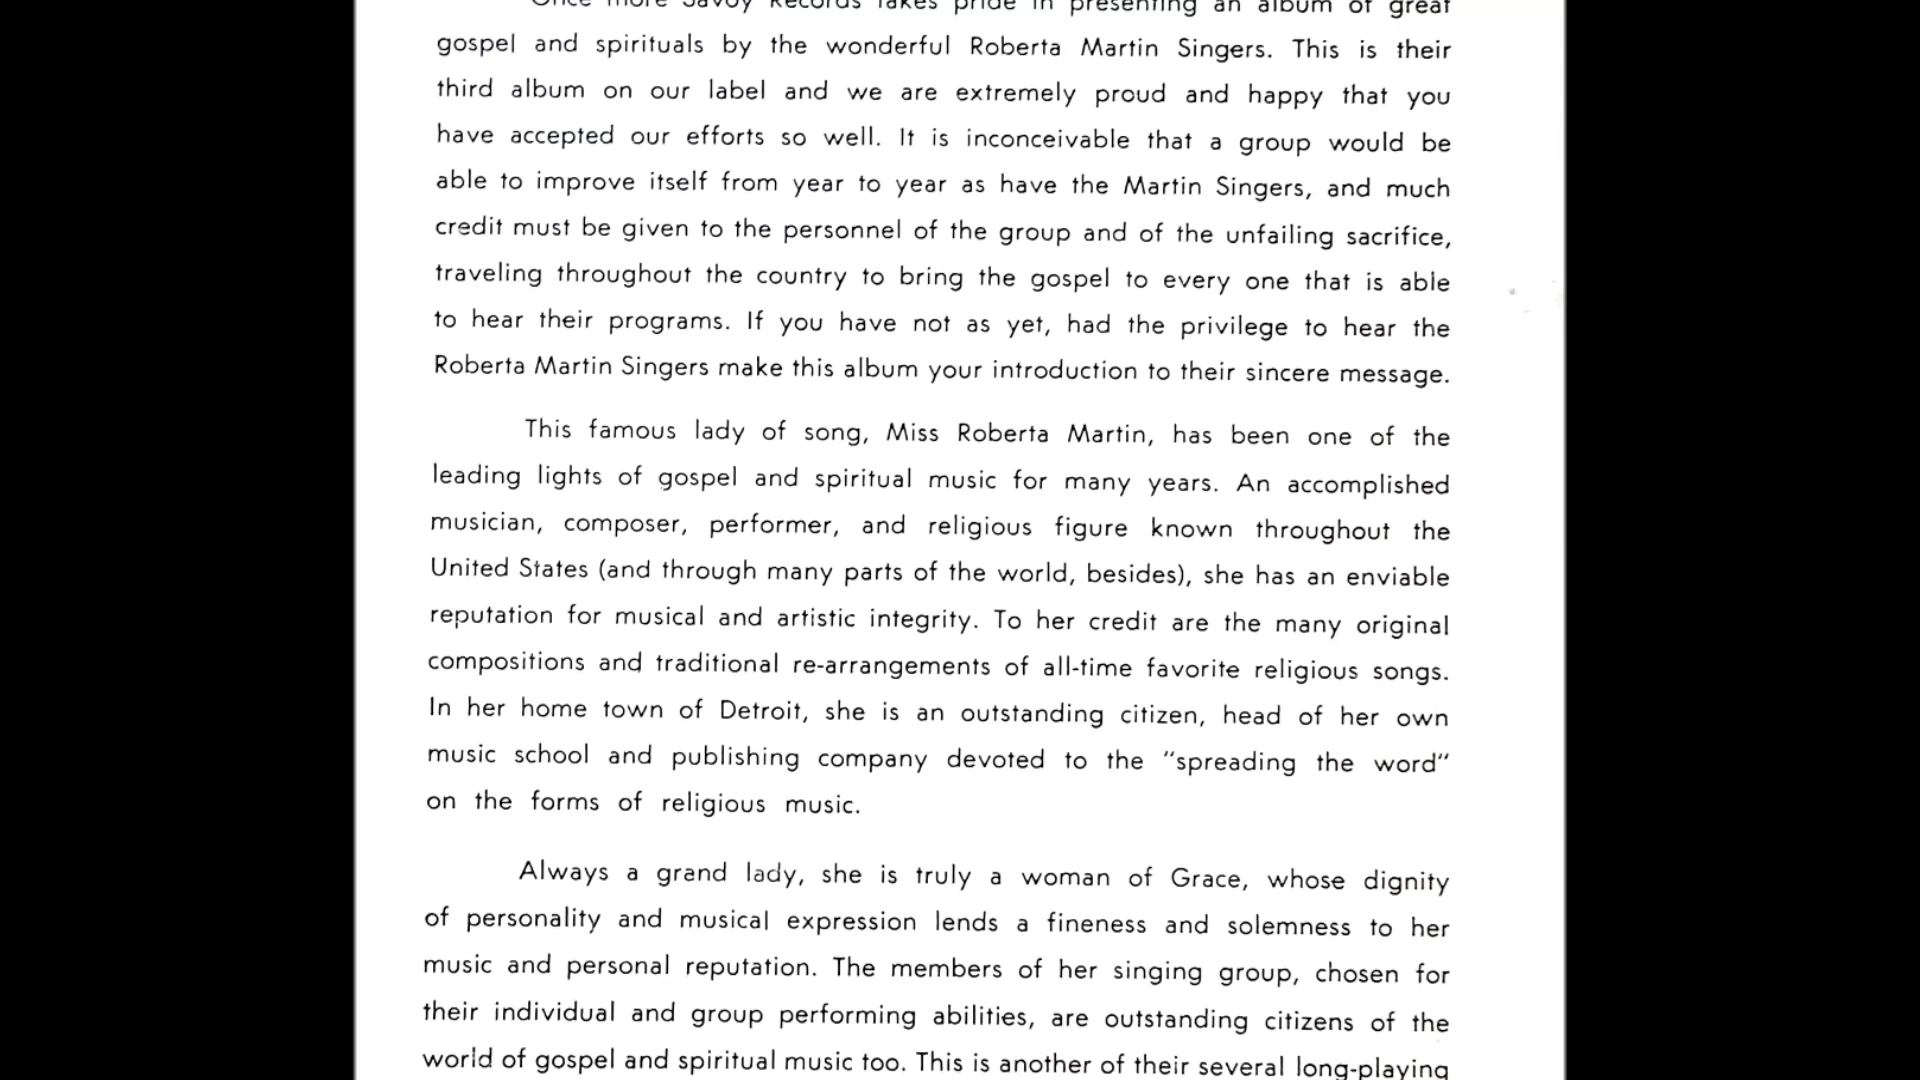 Once more Savoy Records takes pride in presenting an album of great
gospel and spirituals by the wonderful Roberta Martin Singers. This is their
third album on our label and we are extremely proud and happy that you
have accepted our efforts so well. It is inconceivable that a group would be
able to improve itself from year to year as have the Martin Singers, and much
credit must be given to the personnel of the group and of the unfailing sacrifice,
traveling throughout the country to bring the gospel to every one that is able
to hear their programs. If you have not as yet, had the privilege to hear the
Roberta Martin Singers make this album your introduction to their sincere message.
This famous lady of song, Miss Roberta Martin, has been one of the
leading lights of gospel and spiritual music for many years. An accomplished
musician, composer, performer, and religious figure known throughout the
United States (and through many parts of the world, besides), she has an enviable
reputation for musical and artistic integrity. To her credit are the many original
compositions and traditional re-arrangements of all-time favorite religious songs.
In her home town of Detroit, she is an outstanding citizen, head of her own
music school and publishing company devoted to the "spreading the word"
on the forms of religious music.
Always a grand lady, she is truly a woman of Grace, whose dignity
of personality and musical expression lends a fineness and solemness to her
music and personal reputation. The members of her singing group, chosen for
their individual and group performing abilities, are outstanding citizens of the
world of gospel and spiritual music too. This is another of their several long-playing